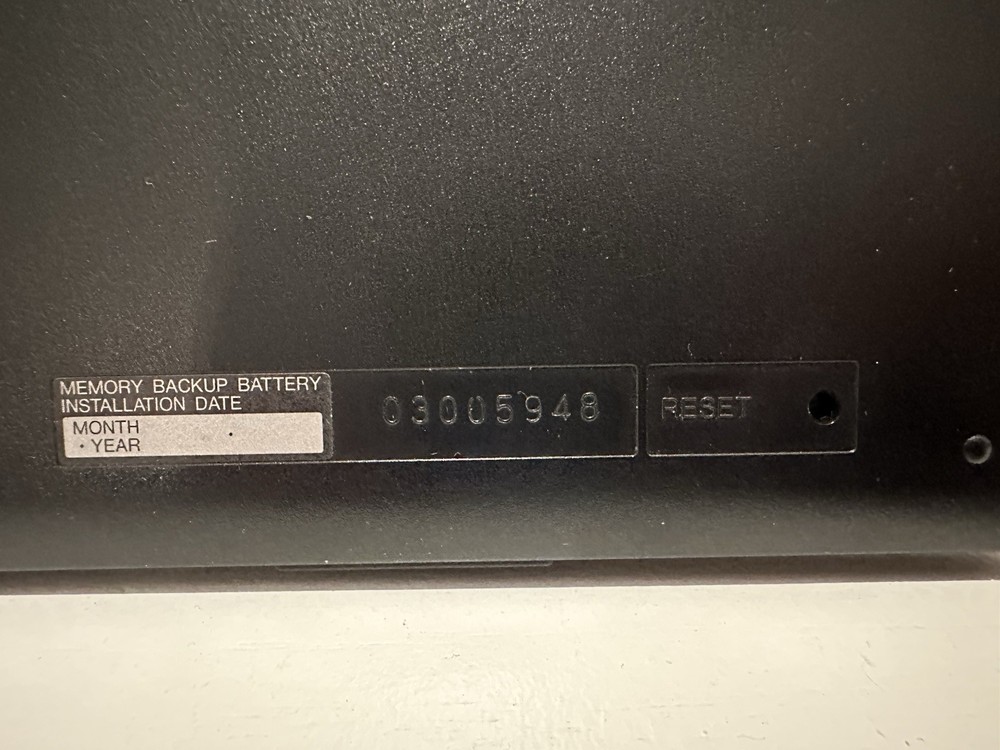 MEMORY BACKUP BATTERY
INSTALLATION DATE
MONTH
· YEAR
03005948
RESET